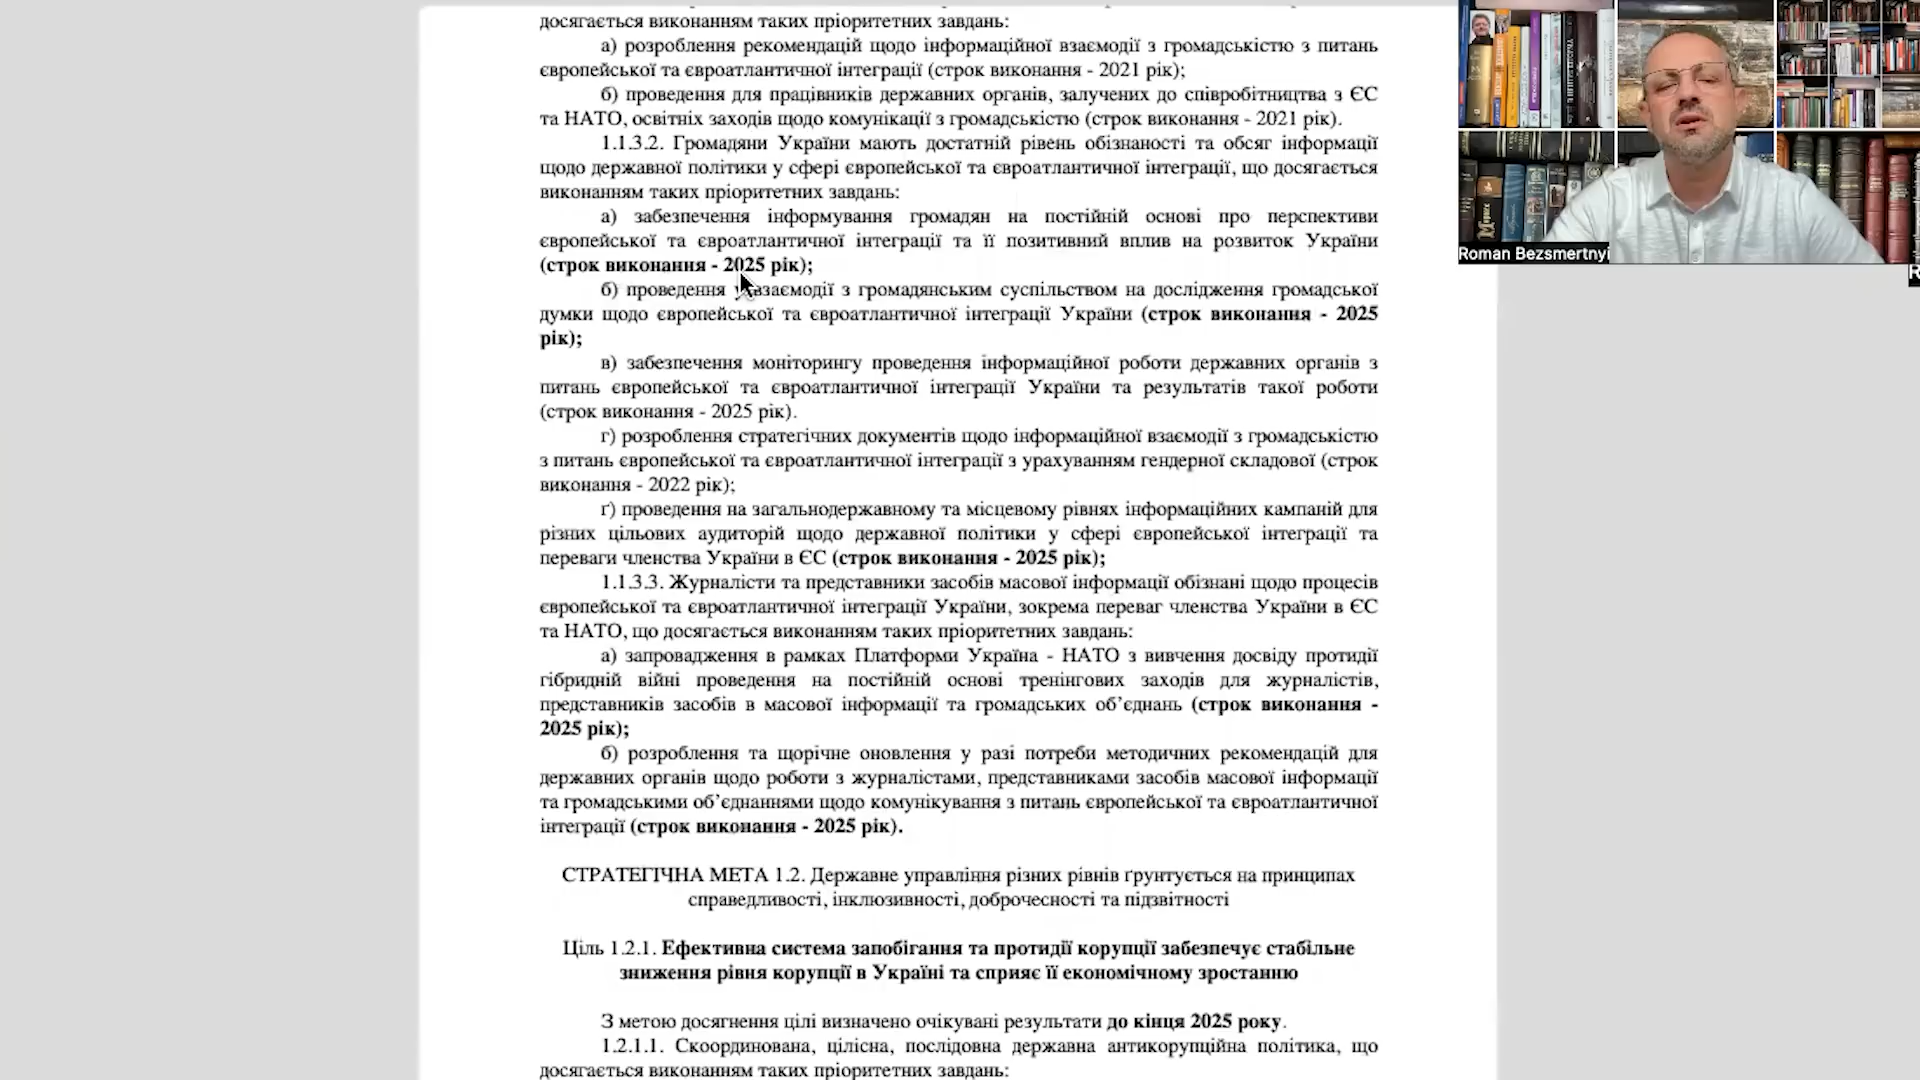 досягається виконанням таких пріоритетних завдань:
а) розроблення рекомендацій щодо інформаційної взаємодії з громадськістю з питань
європейської та євроатлантичної інтеграції (строк виконання - 2021 рік);
б) проведення для працівників державних органів, залучених до співробітництва з ЄС
та НАТО, освітніх заходів щодо комунікації з громадськістю (строк виконання - 2021 рік).
1.1.3.2. Громадяни України мають достатній рівень обізнаності та обсяг інформації
щодо державної політики у сфері європейської та євроатлантичної інтеграції, що досягається
виконанням таких пріоритетних завдань:
а) забезпечення інформування громадян на постійній основі про перспективи
європейської та євроатлантичної інтеграції та її позитивний вплив на розвиток України
(строк виконання - 2025 рік);
б) проведення у взаємодії з громадянським суспільством на дослідження громадської
думки щодо європейської та євроатлантичної інтеграції України (строк виконання - 2025
рік);
в) забезпечення моніторингу проведення інформаційної роботи державних органів з
питань європейської та євроатлантичної інтеграції України та результатів такої роботи
(строк виконання - 2025 рік).
г) розроблення стратегічних документів щодо інформаційної взаємодії з громадськістю
з питань європейської та євроатлантичної інтеграції з урахуванням гендерної складової (строк
виконання - 2022 рік);
ґ) проведення на загальнодержавному та місцевому рівнях інформаційних кампаній для
різних цільових аудиторій щодо державної політики у сфері європейської інтеграції та
переваги членства України в ЄС (строк виконання - 2025 рік);
1.1.3.3. Журналісти та представники засобів масової інформації обізнані щодо процесів
європейської та євроатлантичної інтеграції України, зокрема переваг членства України в ЄС
та НАТО, що досягається виконанням таких пріоритетних завдань:
а) запровадження в рамках Платформи Україна - НАТО з вивчення досвіду протидії
гібридній війні проведення на постійній основі тренінгових заходів для журналістів,
представників засобів в масової інформації та громадських об’єднань (строк виконання -
2025 рік);
б) розроблення та щорічне оновлення у разі потреби методичних рекомендацій для
державних органів щодо роботи з журналістами, представниками засобів масової інформації
та громадськими об’єднаннями щодо комунікування з питань європейської та євроатлантичної
інтеграції (строк виконання - 2025 рік).
СТРАТЕГІЧНА МЕТА 1.2. Державне управління різних рівнів ґрунтується на принципах
справедливості, інклюзивності, доброчесності та підзвітності
Ціль 1.2.1. Ефективна система запобігання та протидії корупції забезпечує стабільне
зниження рівня корупції в Україні та сприяє її економічному зростанню
З метою досягнення цілі визначено очікувані результати до кінця 2025 року.
1.2.1.1. Скоординована, цілісна, послідовна державна антикорупційна політика, що
досягається виконанням таких пріоритетних завдань:
Roman Bezsmertnyi